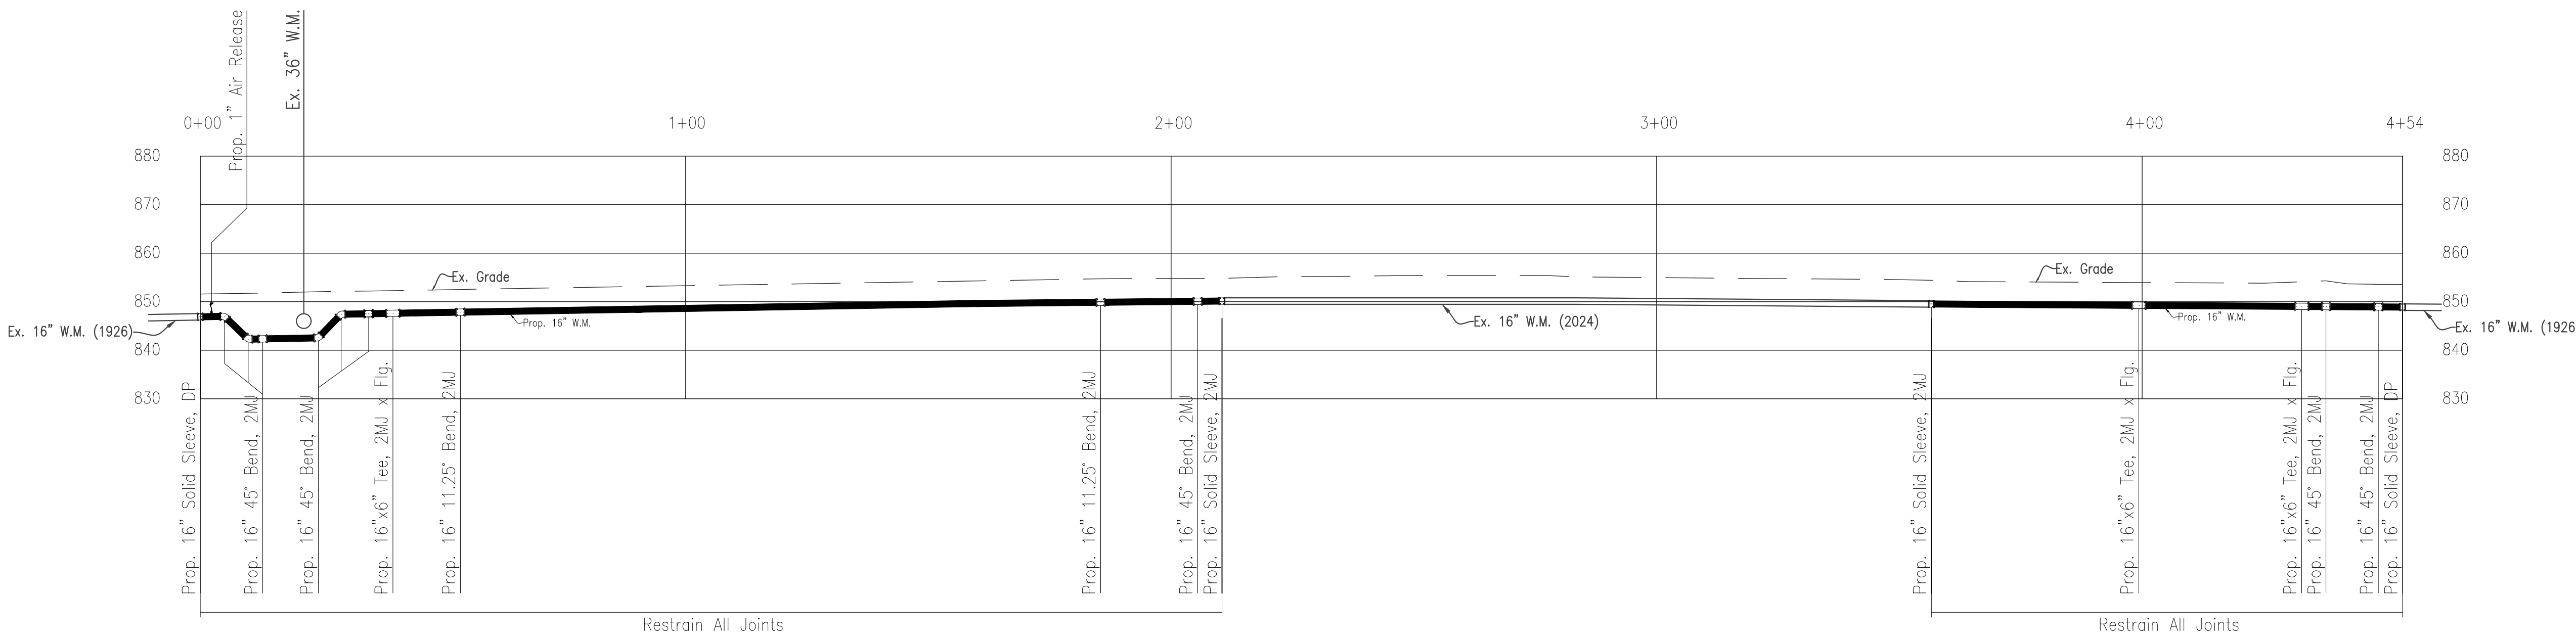 Prop. 1" Air Release
Ex. 36" W.M.
0+00
1+00
2+00
3+00
4+00
4+54
880
880
870
870
860
860
Ex. Grade
Ex. Grade
850
850
Prop. 16" W.M.
Prop. 16" W.M.
Ex. 16" W.M. (2024)
Ex. 16" W.M. (1926)
Ex. 16" W.M. (1926
840
840
830
830
Prop. 16" Solid Sleeve, DP
Prop. 16" 45° Bend, 2MJ
Prop. 16" 45° Bend, 2MJ
Prop. 16"x6" Tee, 2MJ x Flg.
Prop. 16" 11.25° Bend, 2MJ
Prop. 16" 11.25° Bend, 2MJ
Prop. 16" 45° Bend, 2MJ
Prop. 16" Solid Sleeve, 2MJ
Prop. 16" Solid Sleeve, 2MJ
Prop. 16"x6" Tee, 2MJ x Flg.
Prop. 16"x6" Tee, 2MJ x Flg.
Prop. 16" 45° Bend, 2MJ
Prop. 16" 45° Bend, 2MJ
Prop. 16" Solid Sleeve, DP
Restrain All Joints
Restrain All Joints